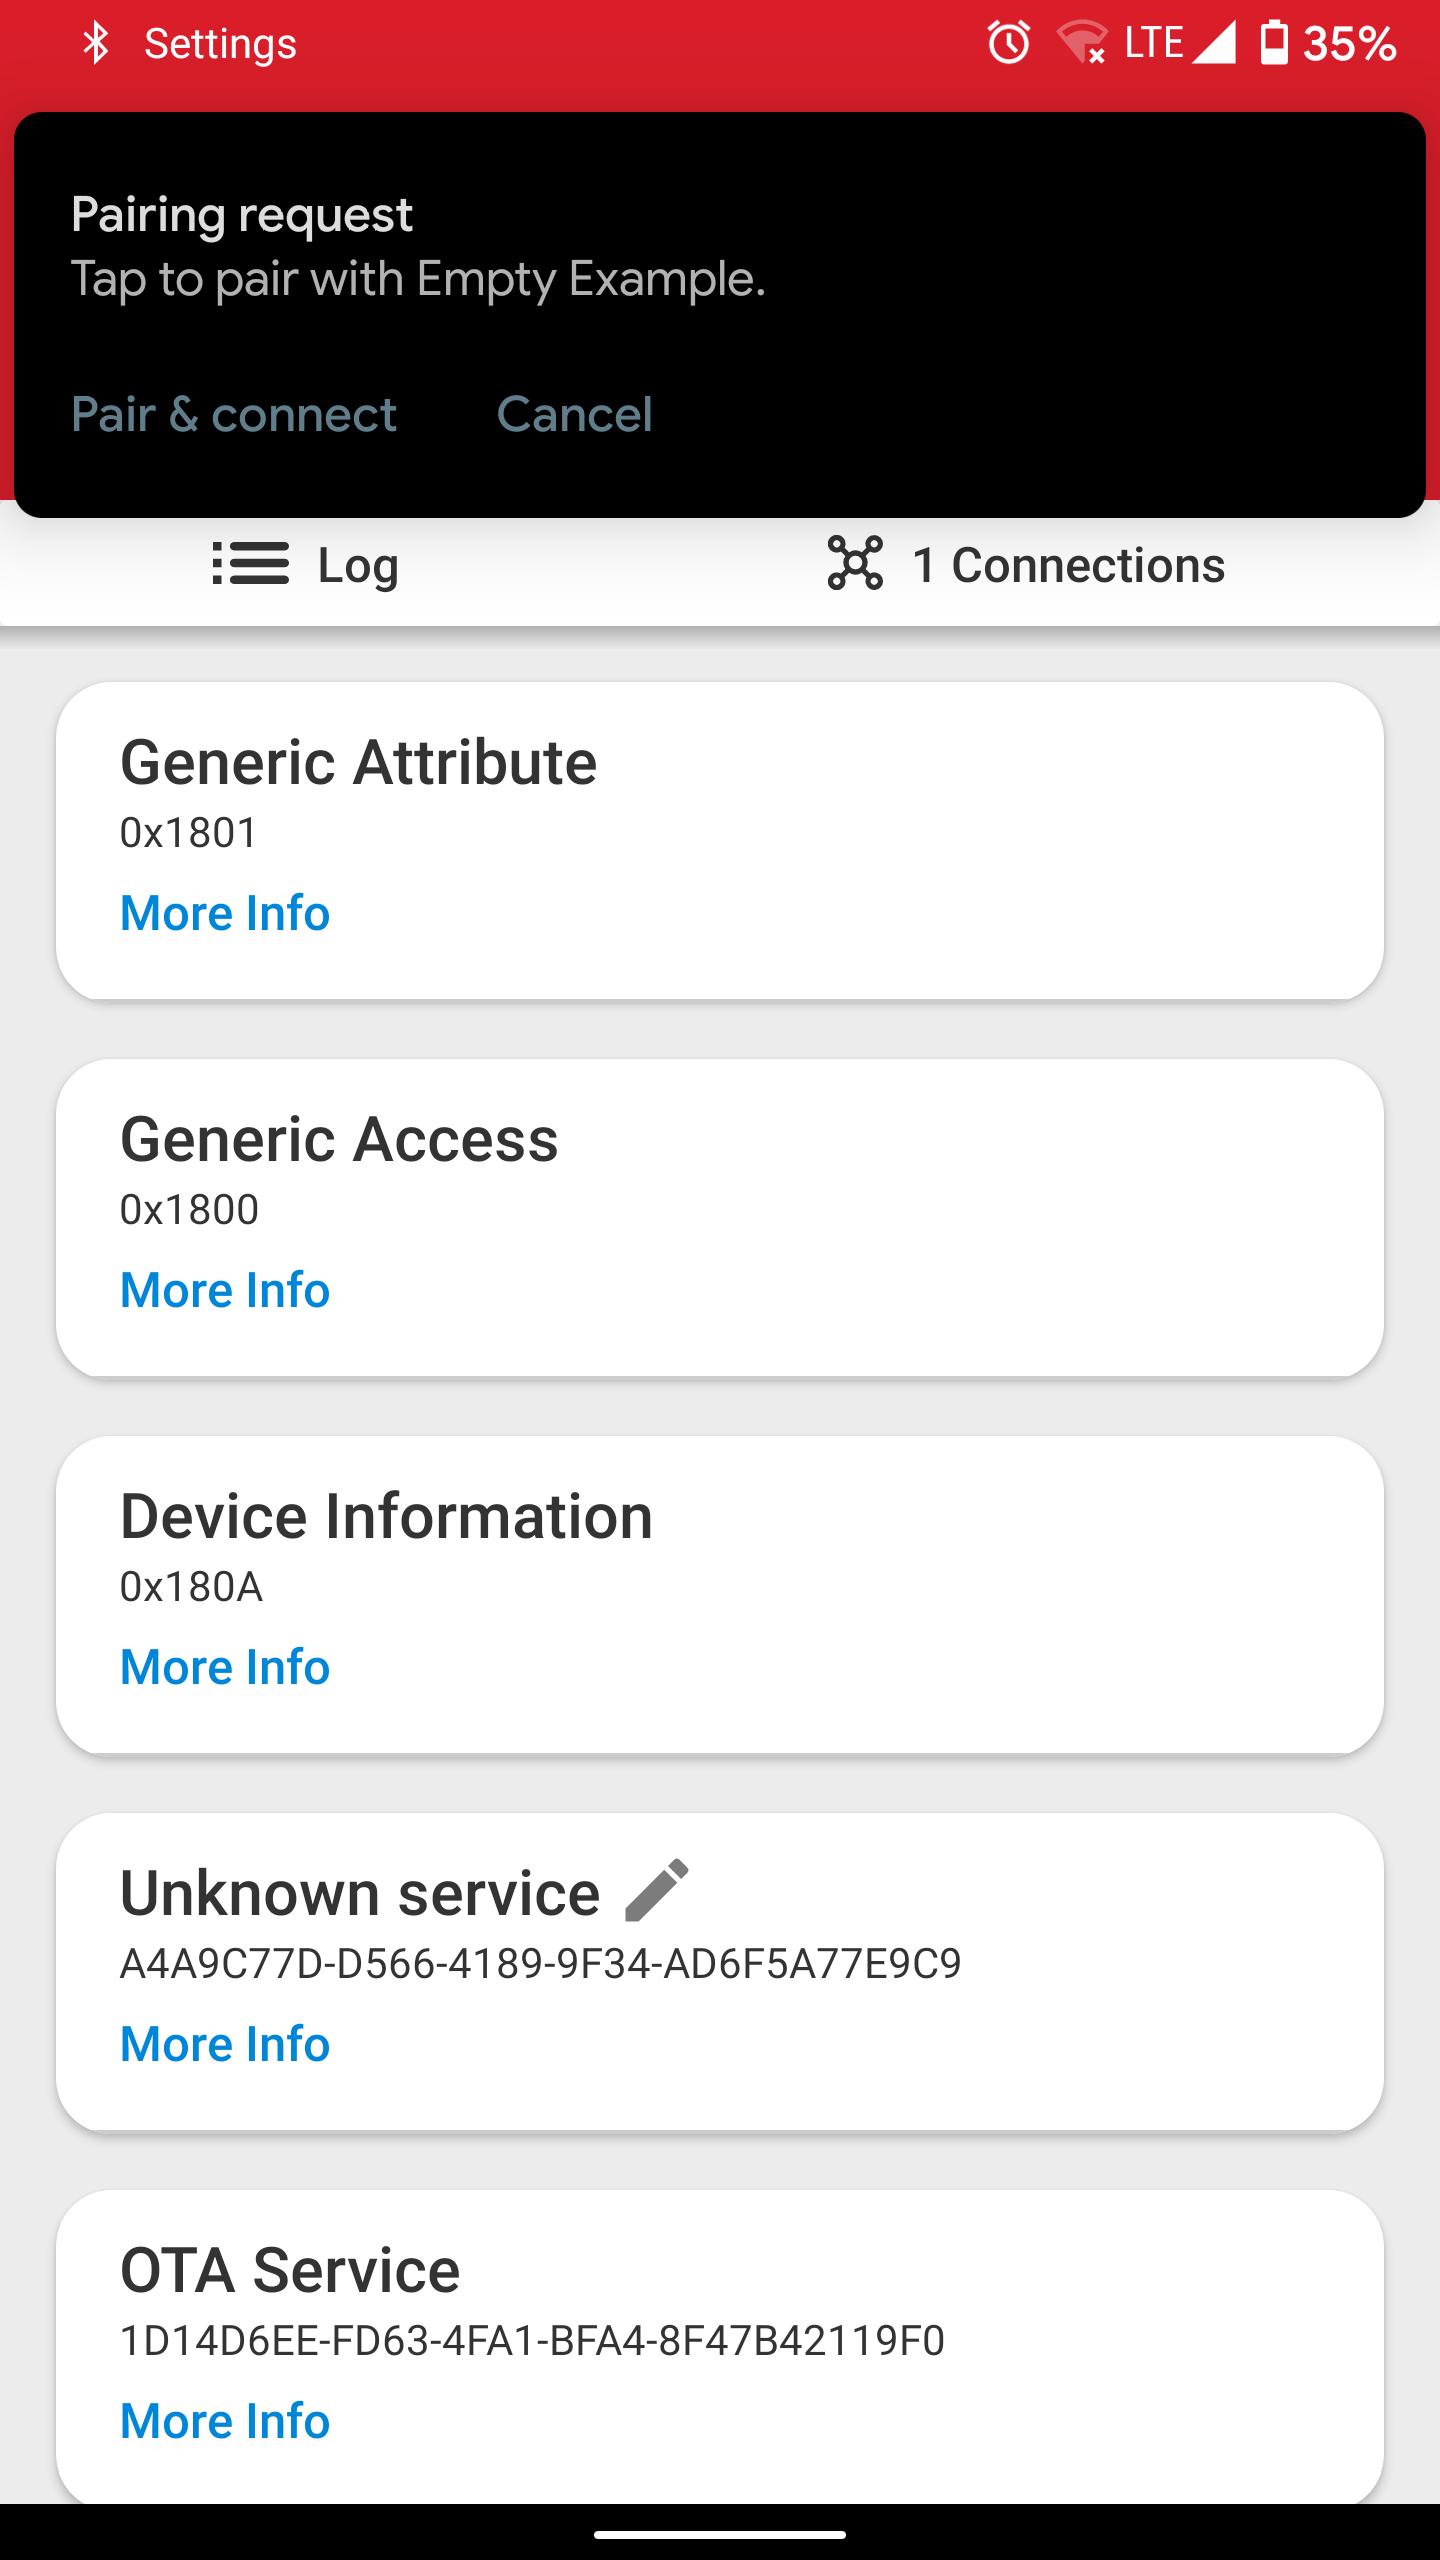 Settings LTE 35%
Pairing request
Tap to pair with Empty Example.
Pair & connect Cancel
Log 1 Connections
Generic Attribute
0x1801
More Info
Generic Access
0x1800
More Info
Device Information
0x180A
More Info
Unknown service
A4A9C77D-D566-4189-9F34-AD6F5A77E9C9
More Info
OTA Service
1D14D6EE-FD63-4FA1-BFA4-8F47B42119F0
More Info